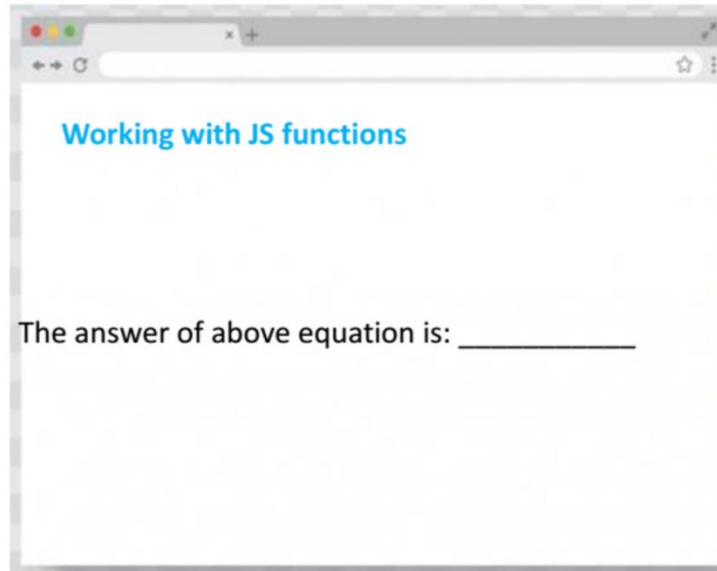 Working with JS functions
The answer of above equation is: ___________